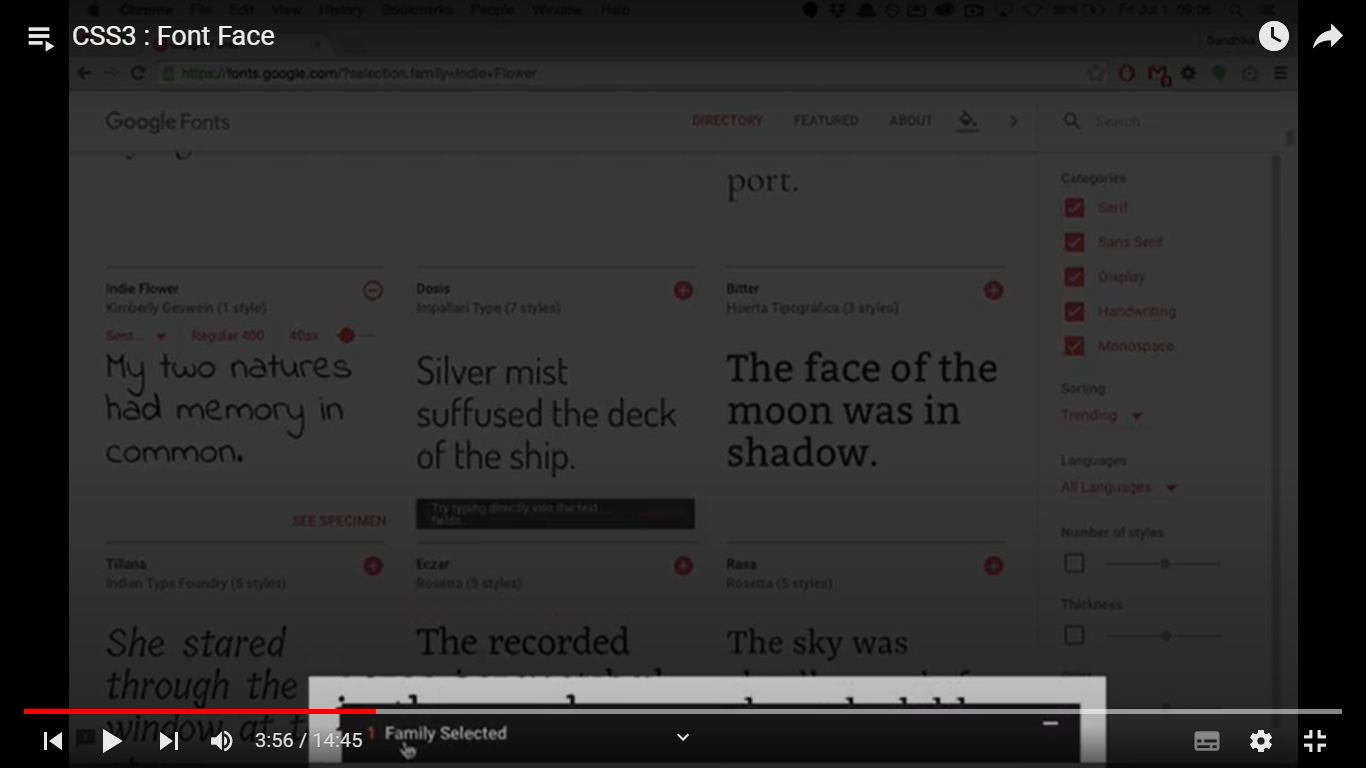 Chrome File Edit View History Bookmarks People Window Help
99% Fri Jul 1 09:08
CSS3 : Font Face
Sandhika
https://fonts.google.com/?selection.family=Indie+Flower
Google Fonts
DIRECTORY FEATURED ABOUT
Search
port.
Categories
Serif
Sans Serif
Display
Handwriting
Monospace
Sorting
Trending
Languages
All Languages
Number of styles
Thickness
Indie Flower
Kimberly Geswein (1 style)
Sent... Regular 400 40px
My two natures
had memory in
common.
SEE SPECIMEN
Dosis
Impallari Type (7 styles)
Silver mist
suffused the deck
of the ship.
Try typing directly into the text
fields.
Bitter
Huerta Tipográfica (3 styles)
The face of the
moon was in
shadow.
Tillana
Indian Type Foundry (5 styles)
She stared
through the
window at
Eczar
Rosetta (5 styles)
The recorded
Rasa
Rosetta (5 styles)
The sky was
1 Family Selected
3:56 / 14:45